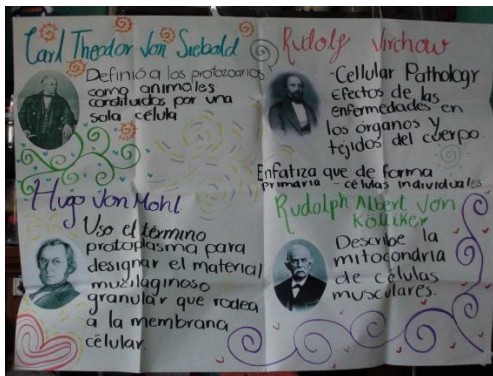 Carl Theodor Von Siebold
Definió a los protozoarios
como animales
constituidos por una
sola célula
Rudolf Virchow
-Cellular Pathology
Efectos de las
enfermedades en
los órganos y
tejidos del cuerpo.
Enfatiza que de forma
primaria - células individuales
Hugo Von Mohl
Uso el término
protoplasma para
designar el material
mucilaginoso
granular que rodea
a la membrana
célular.
Rudolph Albert Von
Kölliker
Describe la
mitocondria
de celulas
musculares.